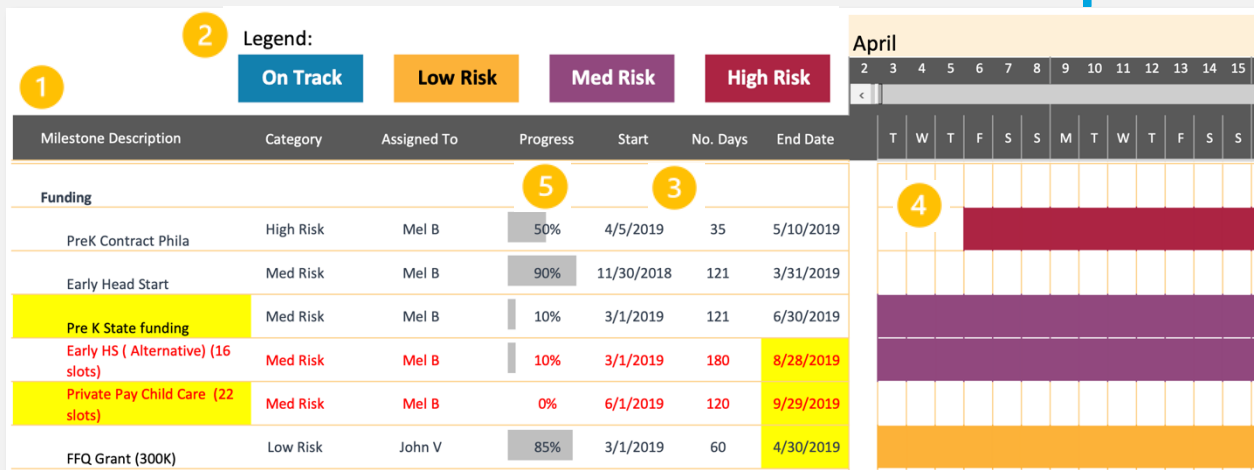 2 Legend:
1
On Track Low Risk Med Risk High Risk
April
2 3 4 5 6 7 8 9 10 11 12 13 14 15
<
Milestone Description Category Assigned To Progress Start No. Days End Date T W T F S S M T W T F S S
5 3 4
Funding
PreK Contract Phila High Risk Mel B 50% 4/5/2019 35 5/10/2019
Early Head Start Med Risk Mel B 90% 11/30/2018 121 3/31/2019
Pre K State funding Med Risk Mel B 10% 3/1/2019 121 6/30/2019
Early HS ( Alternative) (16
slots) Med Risk Mel B 10% 3/1/2019 180 8/28/2019
Private Pay Child Care (22
slots) Med Risk Mel B 0% 6/1/2019 120 9/29/2019
FFQ Grant (300K) Low Risk John V 85% 3/1/2019 60 4/30/2019